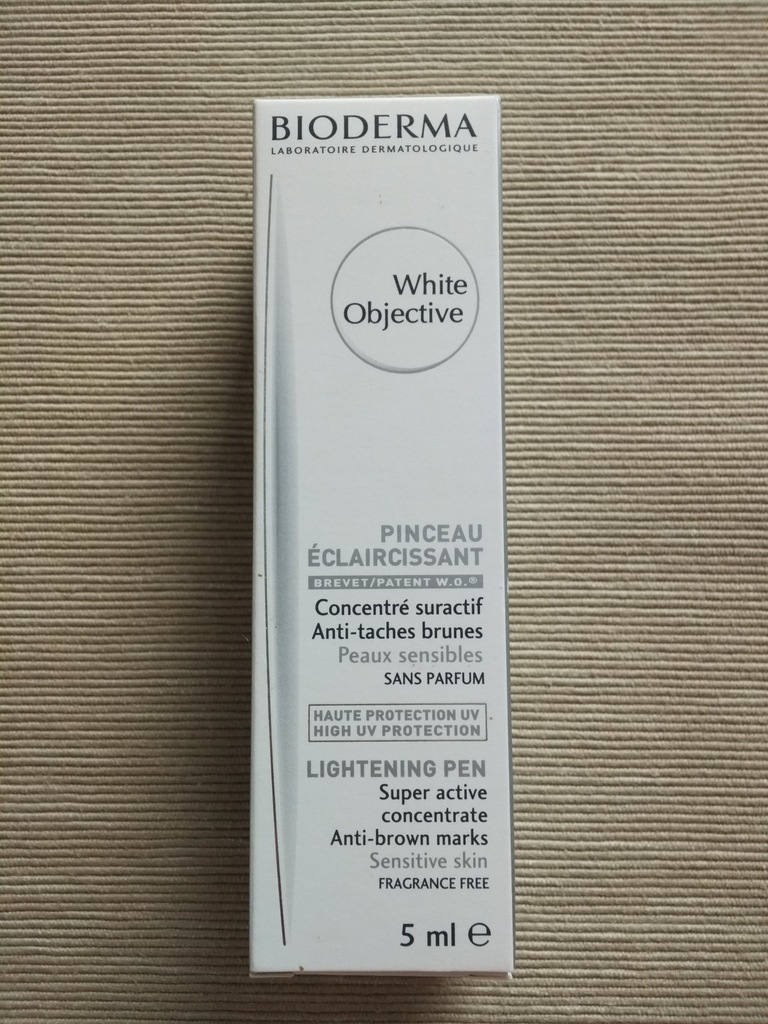 BIODERMA
LABORATOIRE DERMATOLOGIQUE
White
Objective
PINCEAU
ÉCLAIRCISSANT
BREVET/PATENT W.O.®
Concentré suractif
Anti-taches brunes
Peaux sensibles
SANS PARFUM
HAUTE PROTECTION UV
HIGH UV PROTECTION
LIGHTENING PEN
Super active
concentrate
Anti-brown marks
Sensitive skin
FRAGRANCE FREE
5 ml ℮